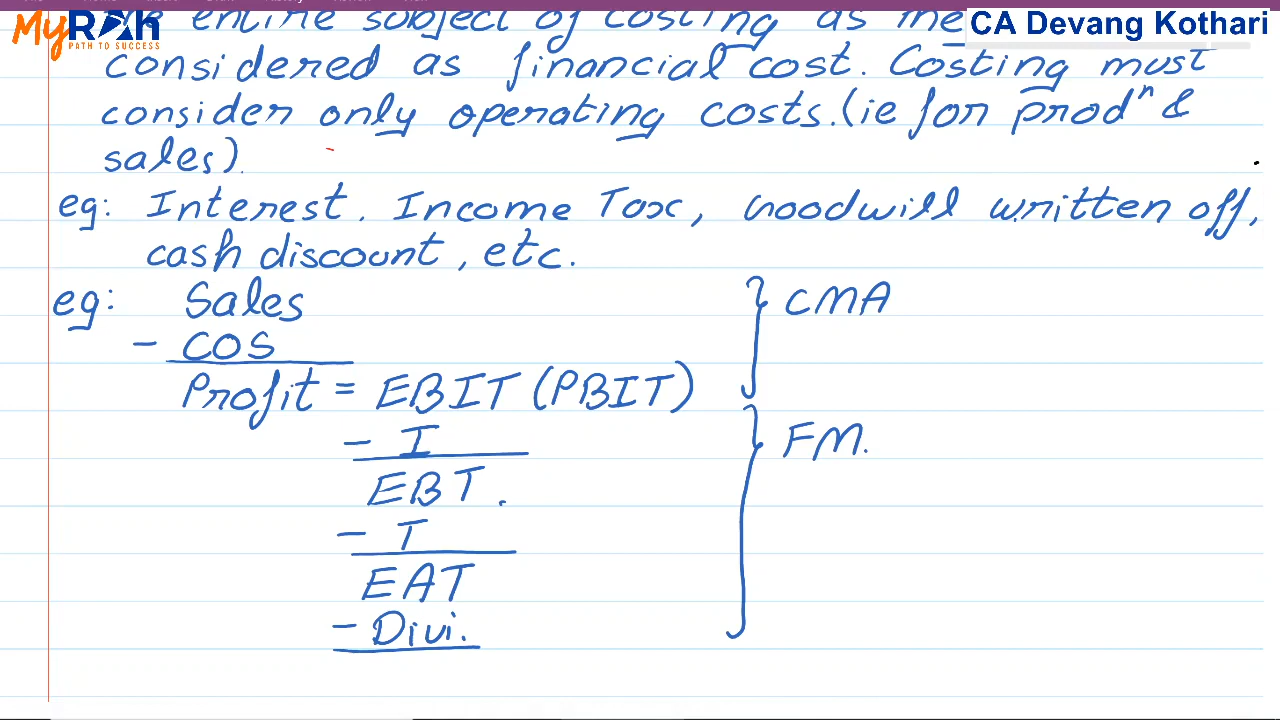 entire subject of costing as the
MyRAh
PATH TO SUCCESS
CA Devang Kothari
considered as financial cost. Costing must
consider only operating costs. (ie for prodⁿ &
sales).
eg: Interest. Income Tax, Goodwill written off,
cash discount, etc.
eg: Sales } CMA
- COS
Profit = EBIT (PBIT)
- I } FM.
EBT.
- T
EAT
- Divi.